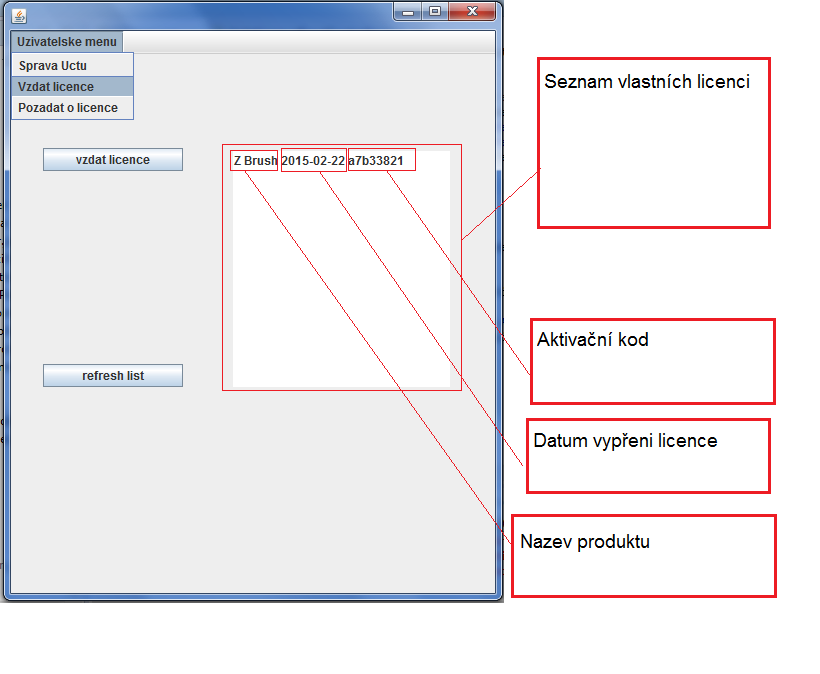 Uzivatelske menu
Sprava Uctu
Vzdat licence
Pozadat o licence
vzdat licence
Z Brush 2015-02-22 a7b33821
refresh list
Seznam vlastních licenci
Aktivační kod
Datum vypřeni licence
Nazev produktu